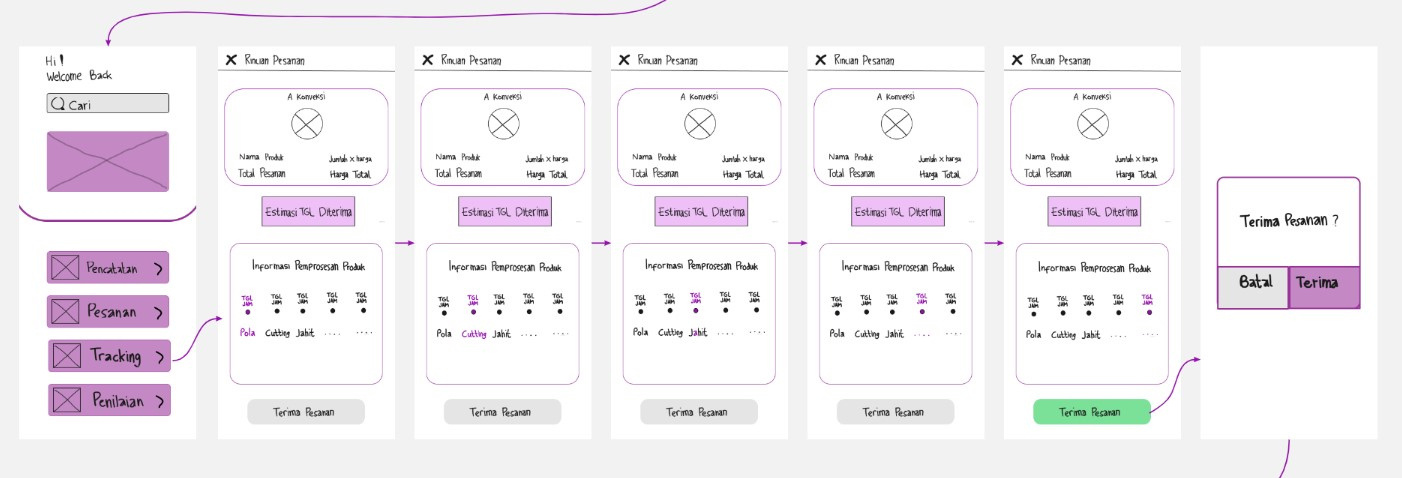 Hi!
Welcome Back
Cari
Pencatatan
Pesanan
Tracking
Penilaian
Rincian Pesanan
A Konveksi
Nama Produk Jumlah x harga
Total Pesanan Harga Total
Estimasi TGL Diterima
...
Informasi Pemprosesan Produk
TGL TGL TGL TGL TGL
JAM JAM JAM JAM JAM
Pola Cutting Jahit .... ....
Terima Pesanan
Rincian Pesanan
A Konveksi
Nama Produk Jumlah x harga
Total Pesanan Harga Total
Estimasi TGL Diterima
...
Informasi Pemprosesan Produk
TGL TGL TGL TGL TGL
JAM JAM JAM JAM JAM
Pola Cutting Jahit .... ....
Terima Pesanan
Rincian Pesanan
A Konveksi
Nama Produk Jumlah x harga
Total Pesanan Harga Total
Estimasi TGL Diterima
...
Informasi Pemprosesan Produk
TGL TGL TGL TGL TGL
JAM JAM JAM JAM JAM
Pola Cutting Jahit .... ....
Terima Pesanan
Rincian Pesanan
A Konveksi
Nama Produk Jumlah x harga
Total Pesanan Harga Total
Estimasi TGL Diterima
...
Informasi Pemprosesan Produk
TGL TGL TGL TGL TGL
JAM JAM JAM JAM JAM
Pola Cutting Jahit .... ....
Terima Pesanan
Rincian Pesanan
A Konveksi
Nama Produk Jumlah x harga
Total Pesanan Harga Total
Estimasi TGL Diterima
...
Informasi Pemprosesan Produk
TGL TGL TGL TGL TGL
JAM JAM JAM JAM JAM
Pola Cutting Jahit .... ....
Terima Pesanan
Terima Pesanan ?
Batal Terima